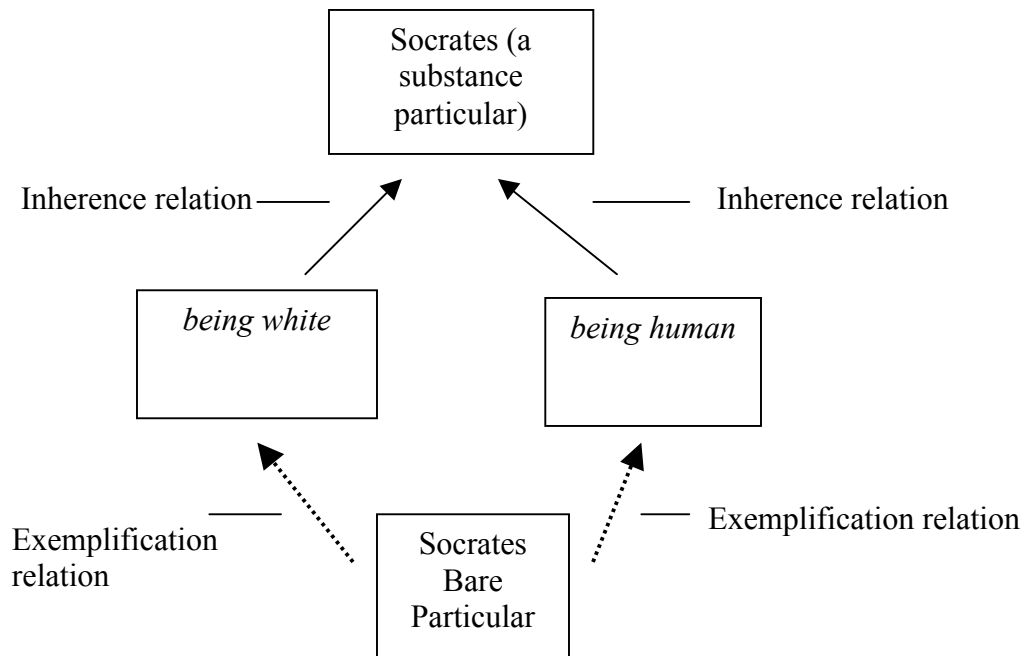 Socrates (a
substance
particular)
Inherence relation
Inherence relation
being white
being human
Exemplification
relation
Socrates
Bare
Particular
Exemplification relation